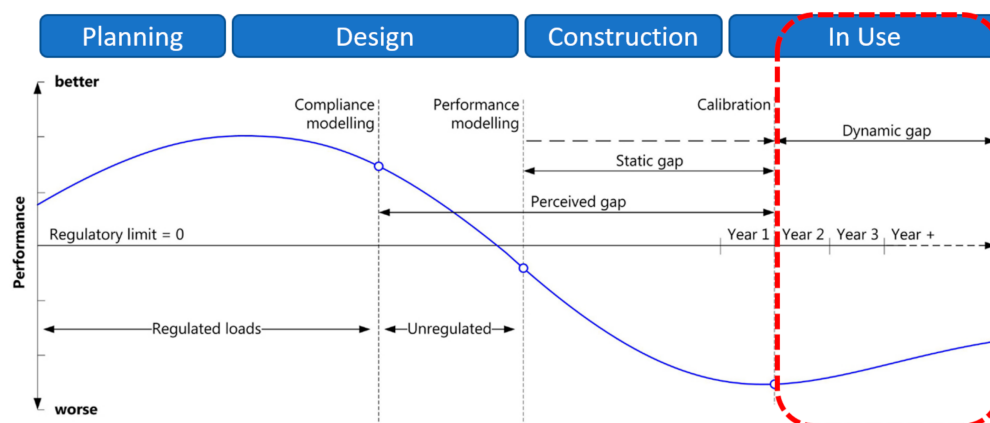 Planning
Design
Construction
In Use
better
Compliance
modelling
Performance
modelling
Calibration
Dynamic gap
Static gap
Perceived gap
Regulatory limit = 0
Year 1
Year 2
Year 3
Year +
Performance
Regulated loads
Unregulated
worse